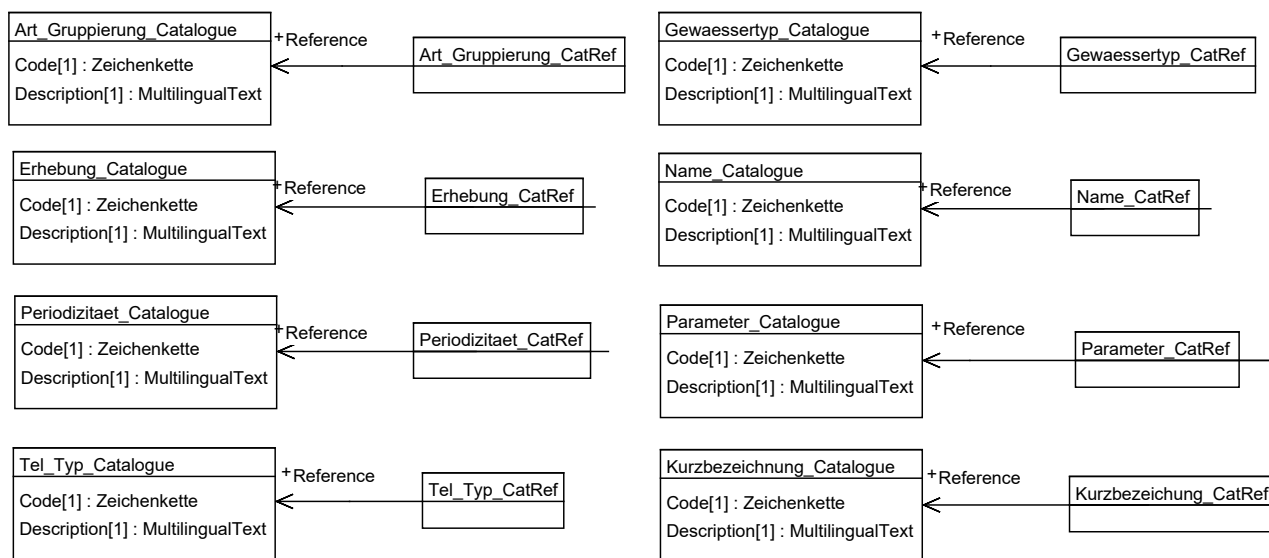 Art_Gruppierung_Catalogue
Code[1] : Zeichenkette
Description[1] : MultilingualText
+Reference
Art_Gruppierung_CatRef
Gewaessertyp_Catalogue
Code[1] : Zeichenkette
Description[1] : MultilingualText
+Reference
Gewaessertyp_CatRef
Erhebung_Catalogue
Code[1] : Zeichenkette
Description[1] : MultilingualText
+Reference
Erhebung_CatRef
Name_Catalogue
Code[1] : Zeichenkette
Description[1] : MultilingualText
+Reference
Name_CatRef
Periodizitaet_Catalogue
Code[1] : Zeichenkette
Description[1] : MultilingualText
+Reference
Periodizitaet_CatRef
Parameter_Catalogue
Code[1] : Zeichenkette
Description[1] : MultilingualText
+Reference
Parameter_CatRef
Tel_Typ_Catalogue
Code[1] : Zeichenkette
Description[1] : MultilingualText
+Reference
Tel_Typ_CatRef
Kurzbezeichnung_Catalogue
Code[1] : Zeichenkette
Description[1] : MultilingualText
+Reference
Kurzbezeichung_CatRef